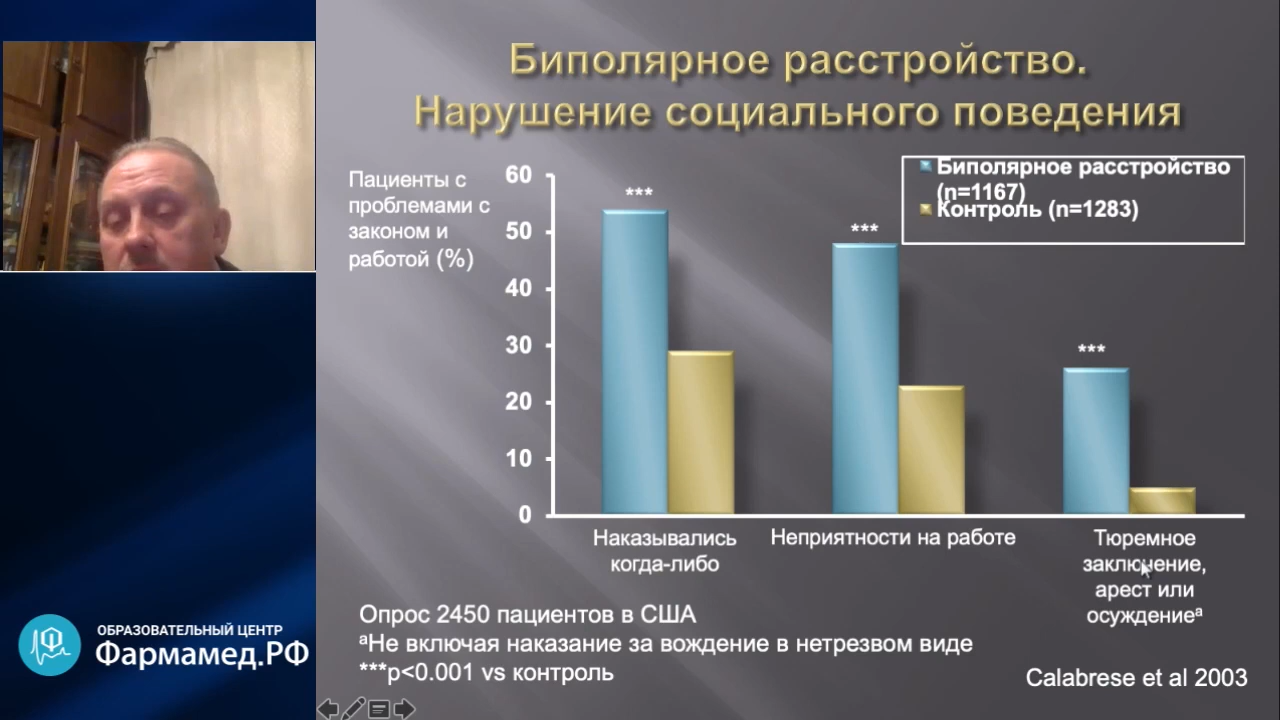 Биполярное расстройство.
Нарушение социального поведения
Пациенты с
проблемами с
законом и
работой (%)
60
50
40
30
20
10
0
***
***
***
Биполярное расстройство
(n=1167)
Контроль (n=1283)
Наказывались
когда-либо
Неприятности на работе
Тюремное
заключение,
арест или
осуждениеª
Опрос 2450 пациентов в США
ªНе включая наказание за вождение в нетрезвом виде
***p<0.001 vs контроль
Calabrese et al 2003
ОБРАЗОВАТЕЛЬНЫЙ ЦЕНТР
Фармамед.РФ